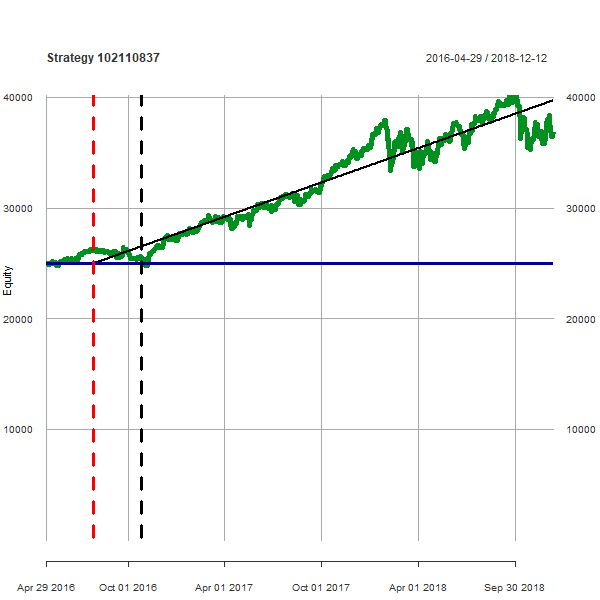 Strategy 102110837
2016-04-29 / 2018-12-12
40000
40000
30000
30000
Equity
20000
20000
10000
10000
Apr 29 2016
Oct 01 2016
Apr 01 2017
Oct 01 2017
Apr 01 2018
Sep 30 2018